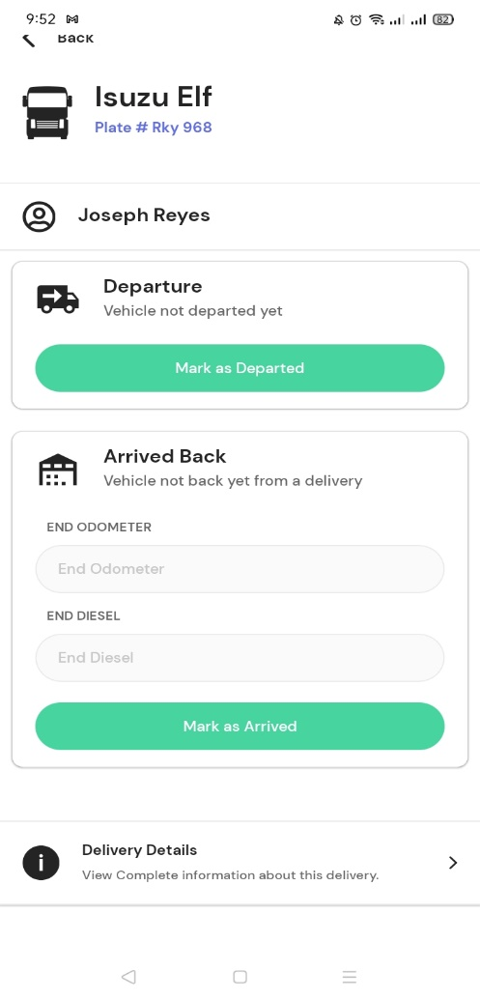 9:52
82
Back
Isuzu Elf
Plate # Rky 968
Joseph Reyes
Departure
Vehicle not departed yet
Mark as Departed
Arrived Back
Vehicle not back yet from a delivery
END ODOMETER
End Odometer
END DIESEL
End Diesel
Mark as Arrived
Delivery Details
View Complete information about this delivery.